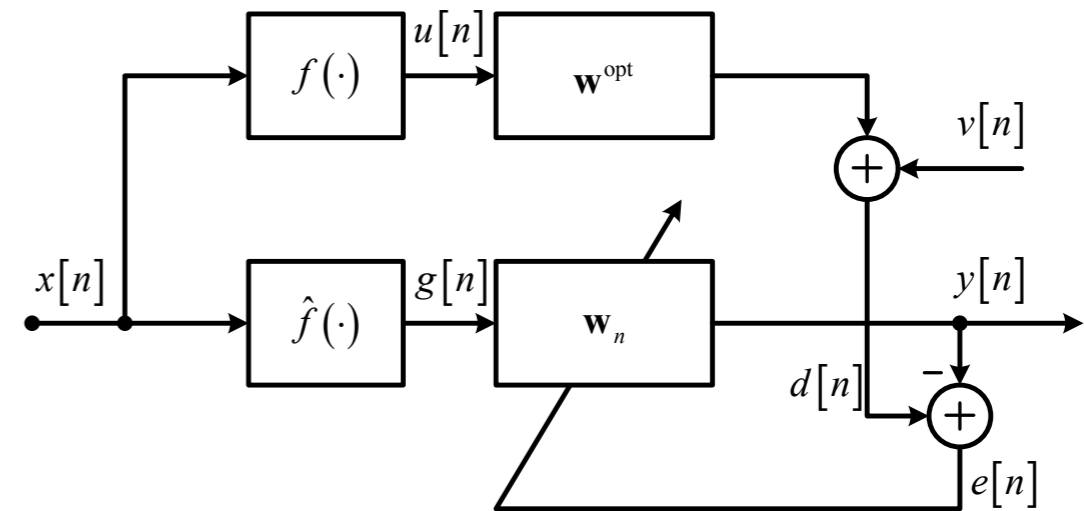 u[n]
f(·)
w^opt
v[n]
+
x[n]
g[n]
y[n]
f̂(·)
w_n
−
d[n]
+
e[n]